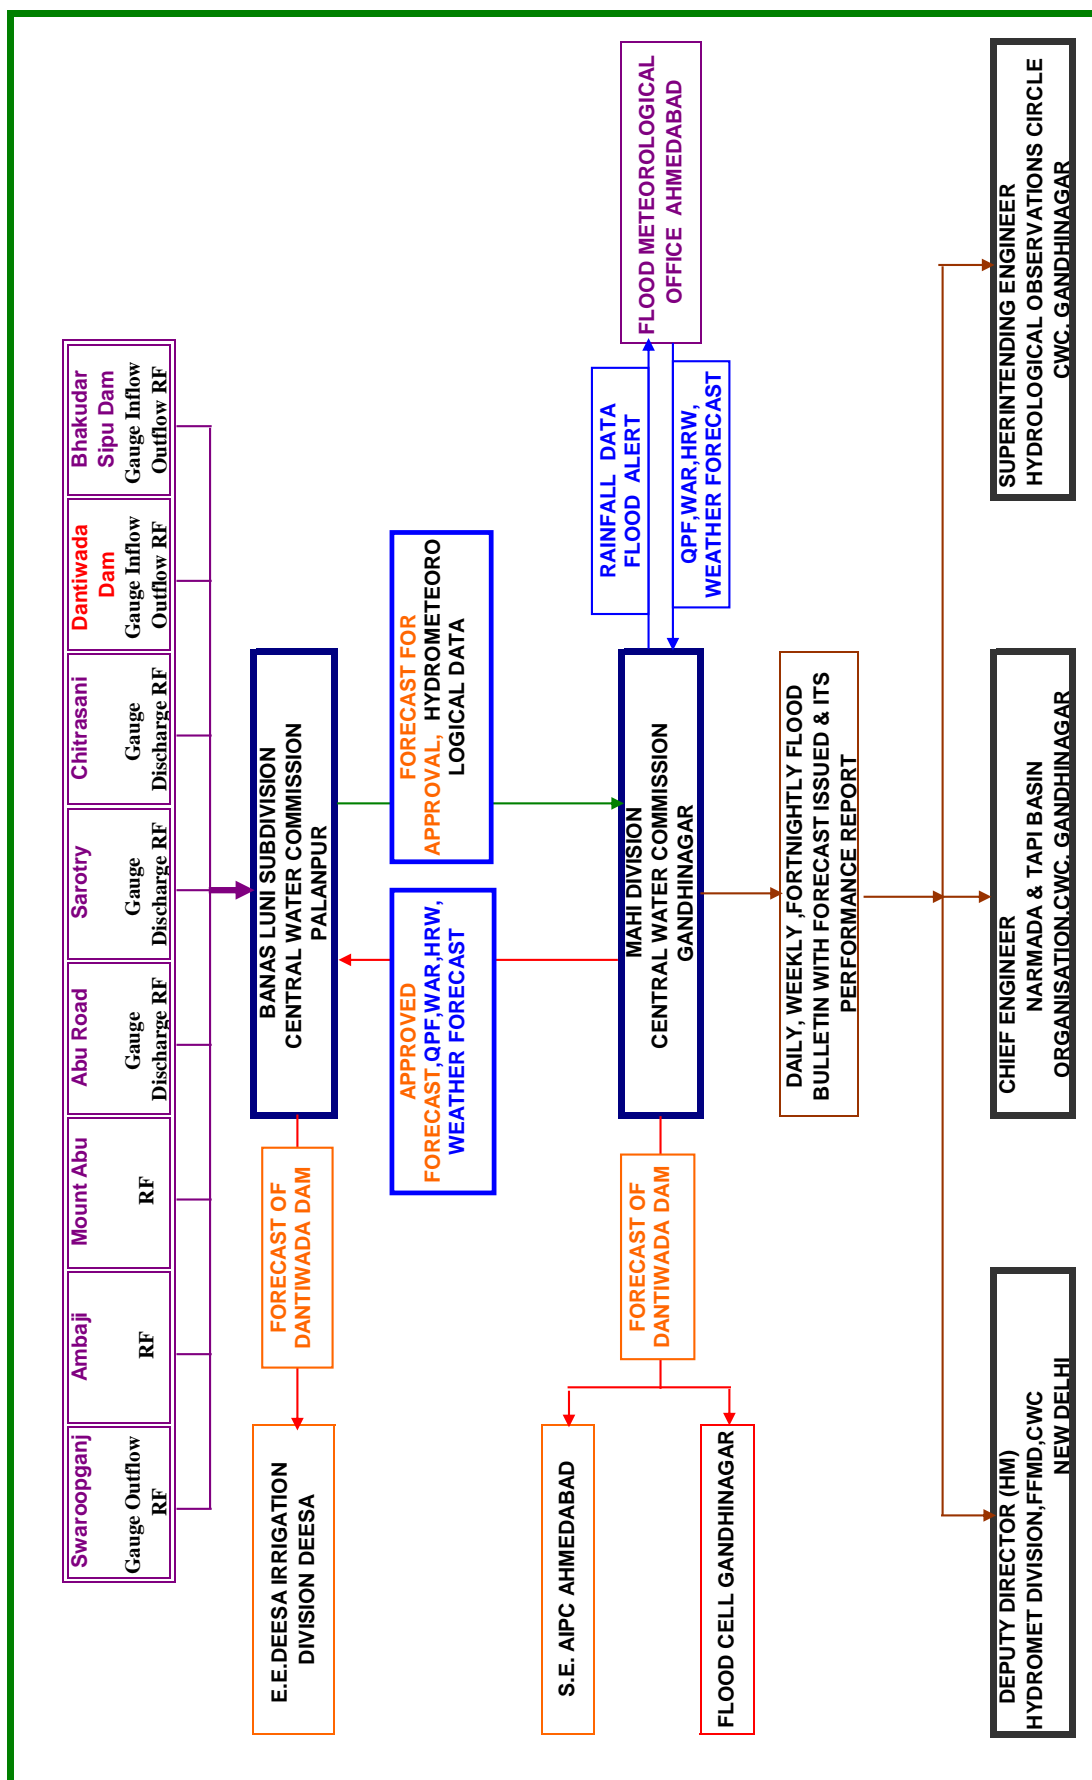 Swaroopganj
Gauge Outflow
RF
Ambaji
RF
Mount Abu
RF
Abu Road
Gauge
Discharge RF
Sarotry
Gauge
Discharge RF
Chitrasani
Gauge
Discharge RF
Dantiwada
Dam
Gauge Inflow
Outflow RF
Bhakudar
Sipu Dam
Gauge Inflow
Outflow RF
E.E.DEESA IRRIGATION
DIVISION DEESA
FORECAST OF
DANTIWADA DAM
BANAS LUNI SUBDIVISION
CENTRAL WATER COMMISSION
PALANPUR
APPROVED
FORECAST,QPF,WAR,HRW,
WEATHER FORECAST
FORECAST FOR
APPROVAL, HYDROMETEORO
LOGICAL DATA
S.E. AIPC AHMEDABAD
FLOOD CELL GANDHINAGAR
FORECAST OF
DANTIWADA DAM
MAHI DIVISION
CENTRAL WATER COMMISSION
GANDHINAGAR
RAINFALL DATA
FLOOD ALERT
QPF,WAR,HRW,
WEATHER FORECAST
FLOOD METEOROLOGICAL
OFFICE AHMEDABAD
DAILY, WEEKLY ,FORTNIGHTLY FLOOD
BULLETIN WITH FORECAST ISSUED & ITS
PERFORMANCE REPORT
DEPUTY DIRECTOR (HM)
HYDROMET DIVISION,FFMD,CWC
NEW DELHI
CHIEF ENGINEER
NARMADA & TAPI BASIN
ORGANISATION,CWC, GANDHINAGAR
SUPERINTENDING ENGINEER
HYDROLOGICAL OBSERVATIONS CIRCLE
CWC, GANDHINAGAR